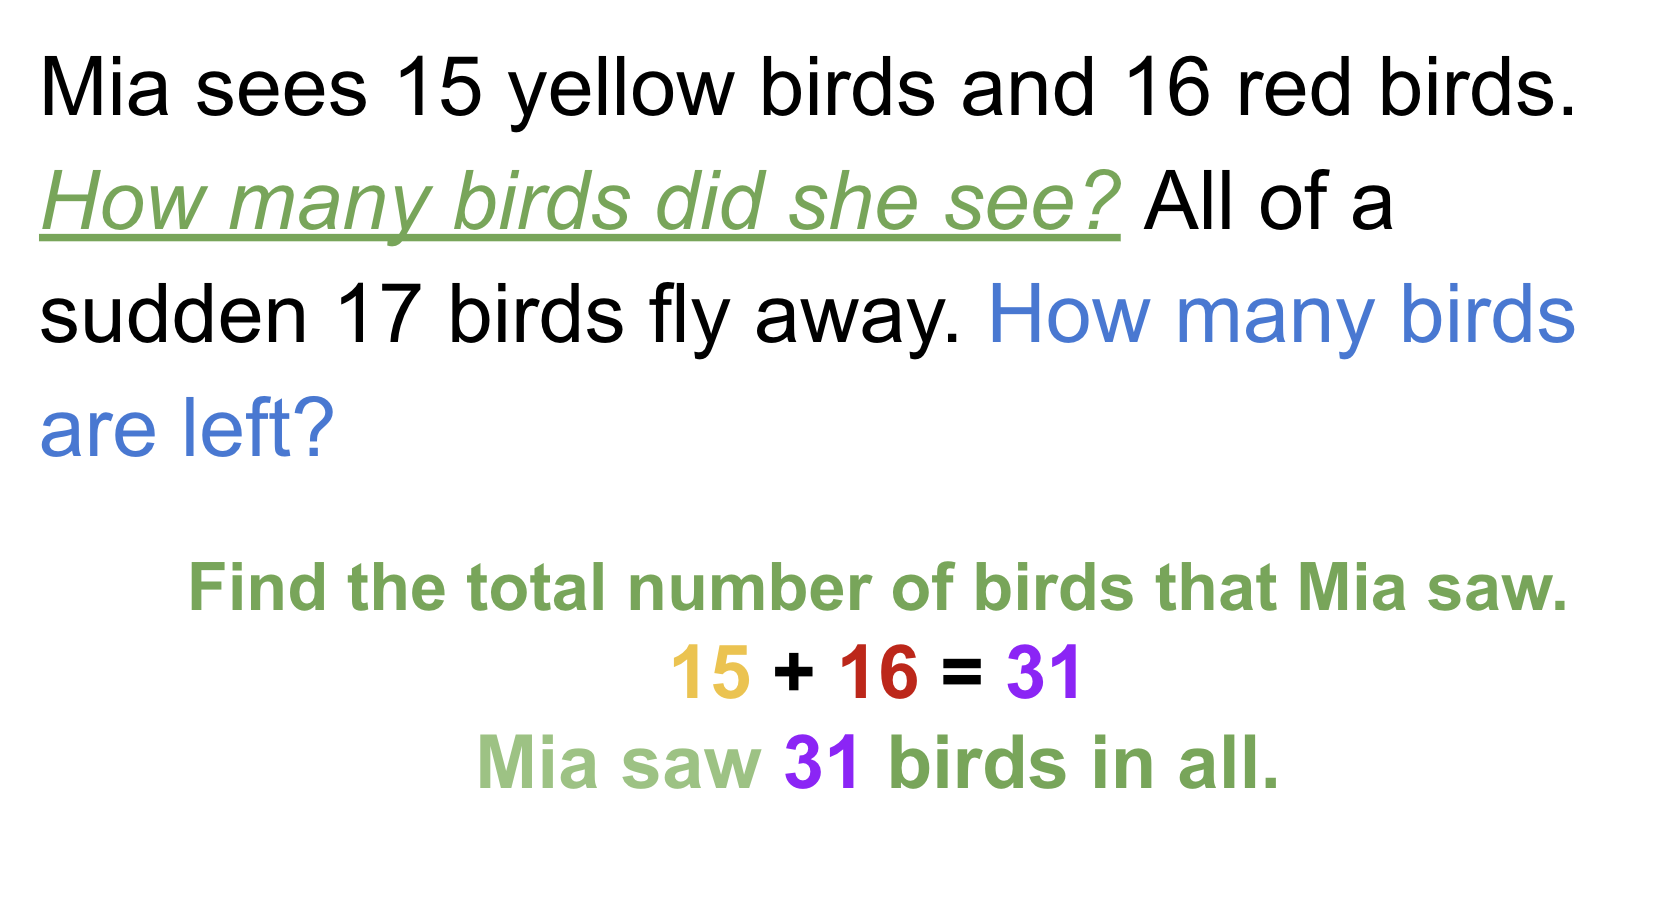 Mia sees 15 yellow birds and 16 red birds.
How many birds did she see? All of a
sudden 17 birds fly away. How many birds
are left?
Find the total number of birds that Mia saw.
15 + 16 = 31
Mia saw 31 birds in all.